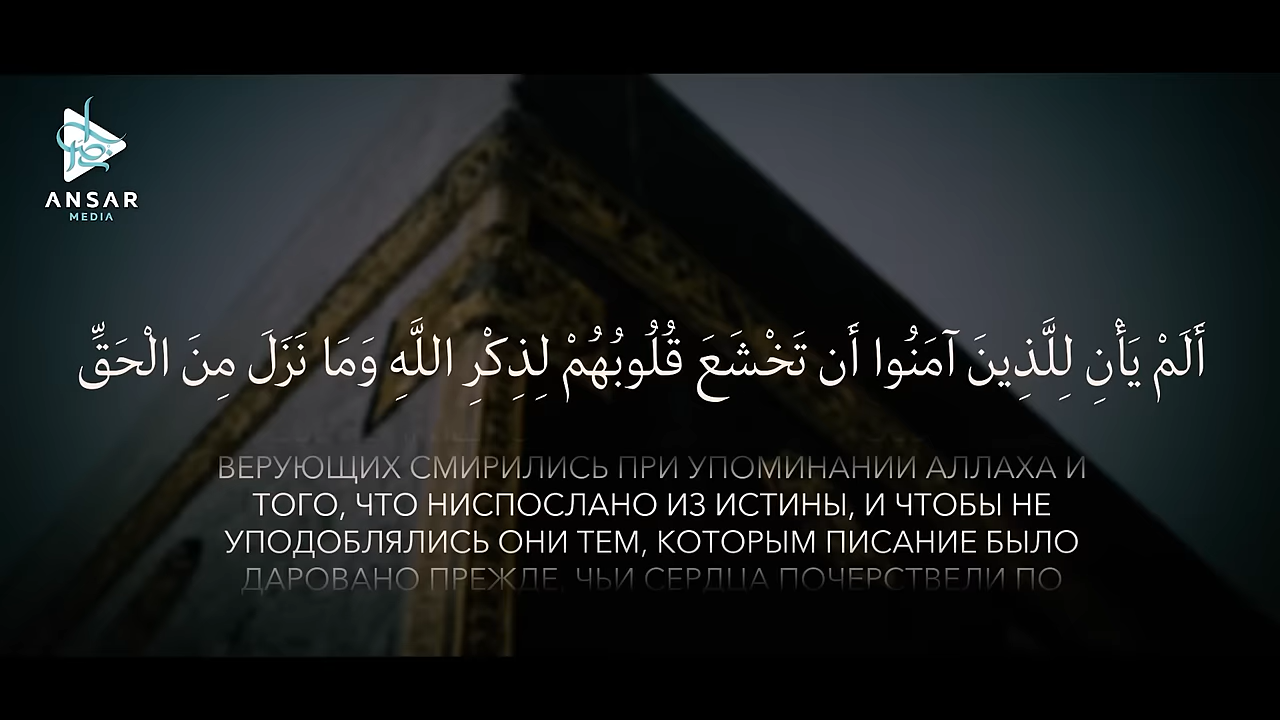 ANSAR
MEDIA
أَلَمْ يَأْنِ لِلَّذِينَ آمَنُوا أَن تَخْشَعَ قُلُوبُهُمْ لِذِكْرِ اللَّهِ وَمَا نَزَلَ مِنَ الْحَقِّ
ВЕРУЮЩИХ СМИРИЛИСЬ ПРИ УПОМИНАНИИ АЛЛАХА И
ТОГО, ЧТО НИСПОСЛАНО ИЗ ИСТИНЫ, И ЧТОБЫ НЕ
УПОДОБЛЯЛИСЬ ОНИ ТЕМ, КОТОРЫМ ПИСАНИЕ БЫЛО
ДАРОВАНО ПРЕЖДЕ, ЧЬИ СЕРДЦА ПОЧЕРСТВЕЛИ ПО